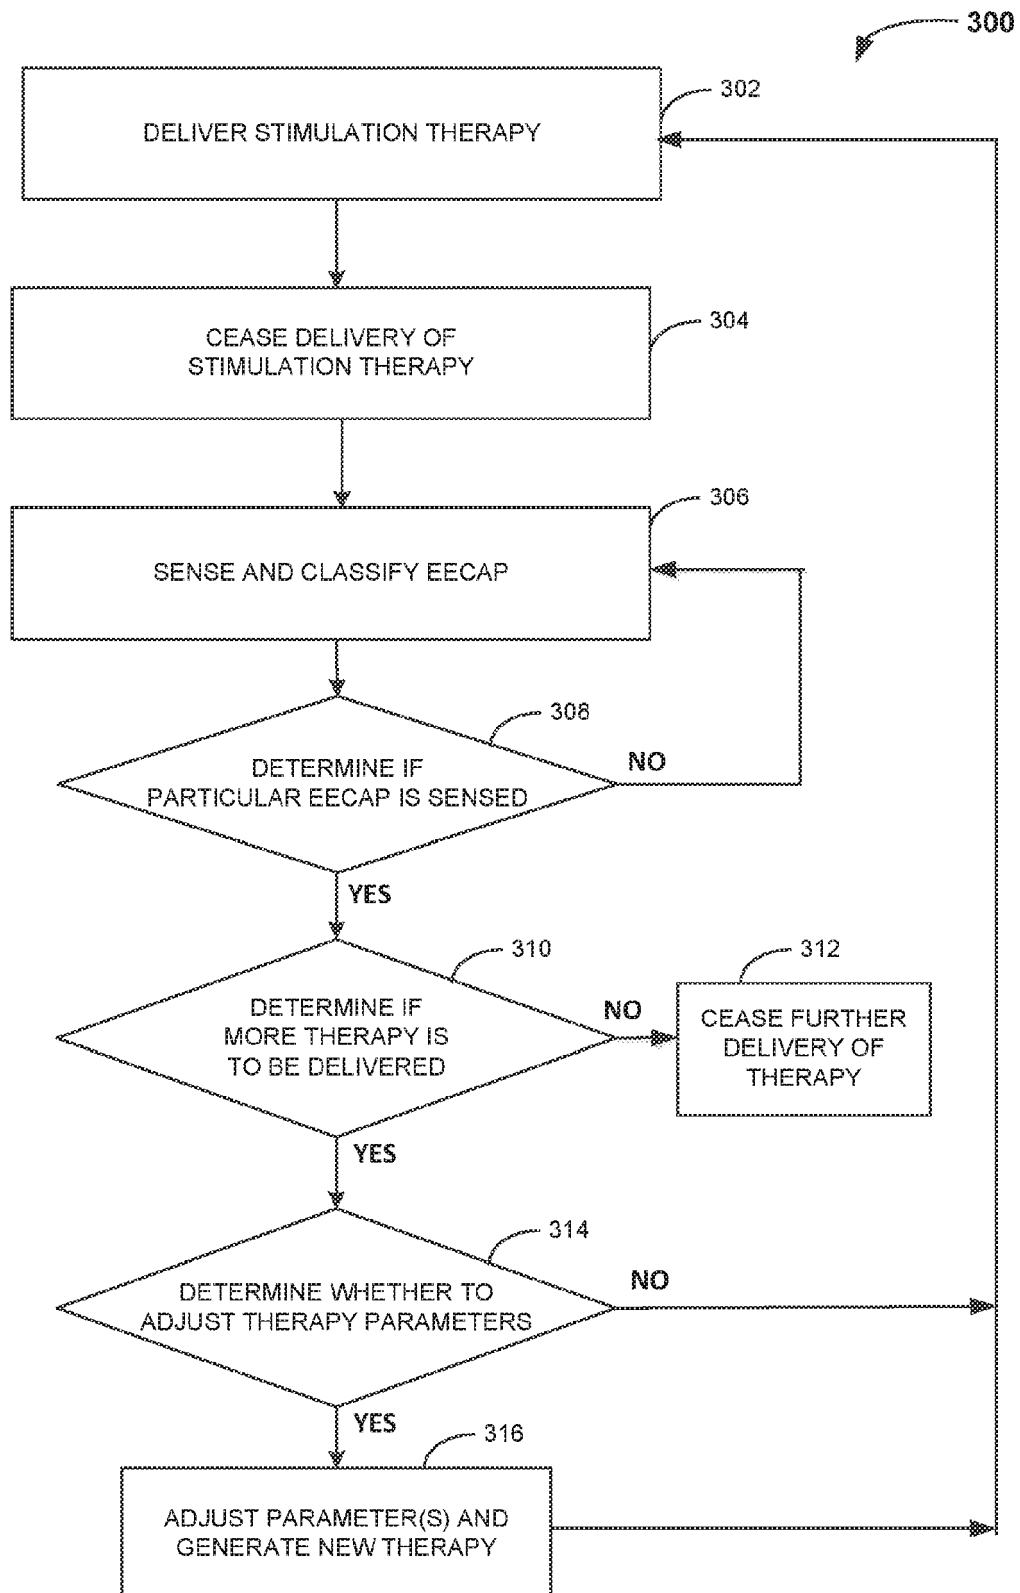 300
302
DELIVER STIMULATION THERAPY
304
CEASE DELIVERY OF
STIMULATION THERAPY
306
SENSE AND CLASSIFY EECAP
308
NO
DETERMINE IF
PARTICULAR EECAP IS SENSED
YES
310
312
DETERMINE IF
MORE THERAPY IS
TO BE DELIVERED
NO
CEASE FURTHER
DELIVERY OF
THERAPY
YES
314
DETERMINE WHETHER TO
ADJUST THERAPY PARAMETERS
NO
YES
316
ADJUST PARAMETER(S) AND
GENERATE NEW THERAPY